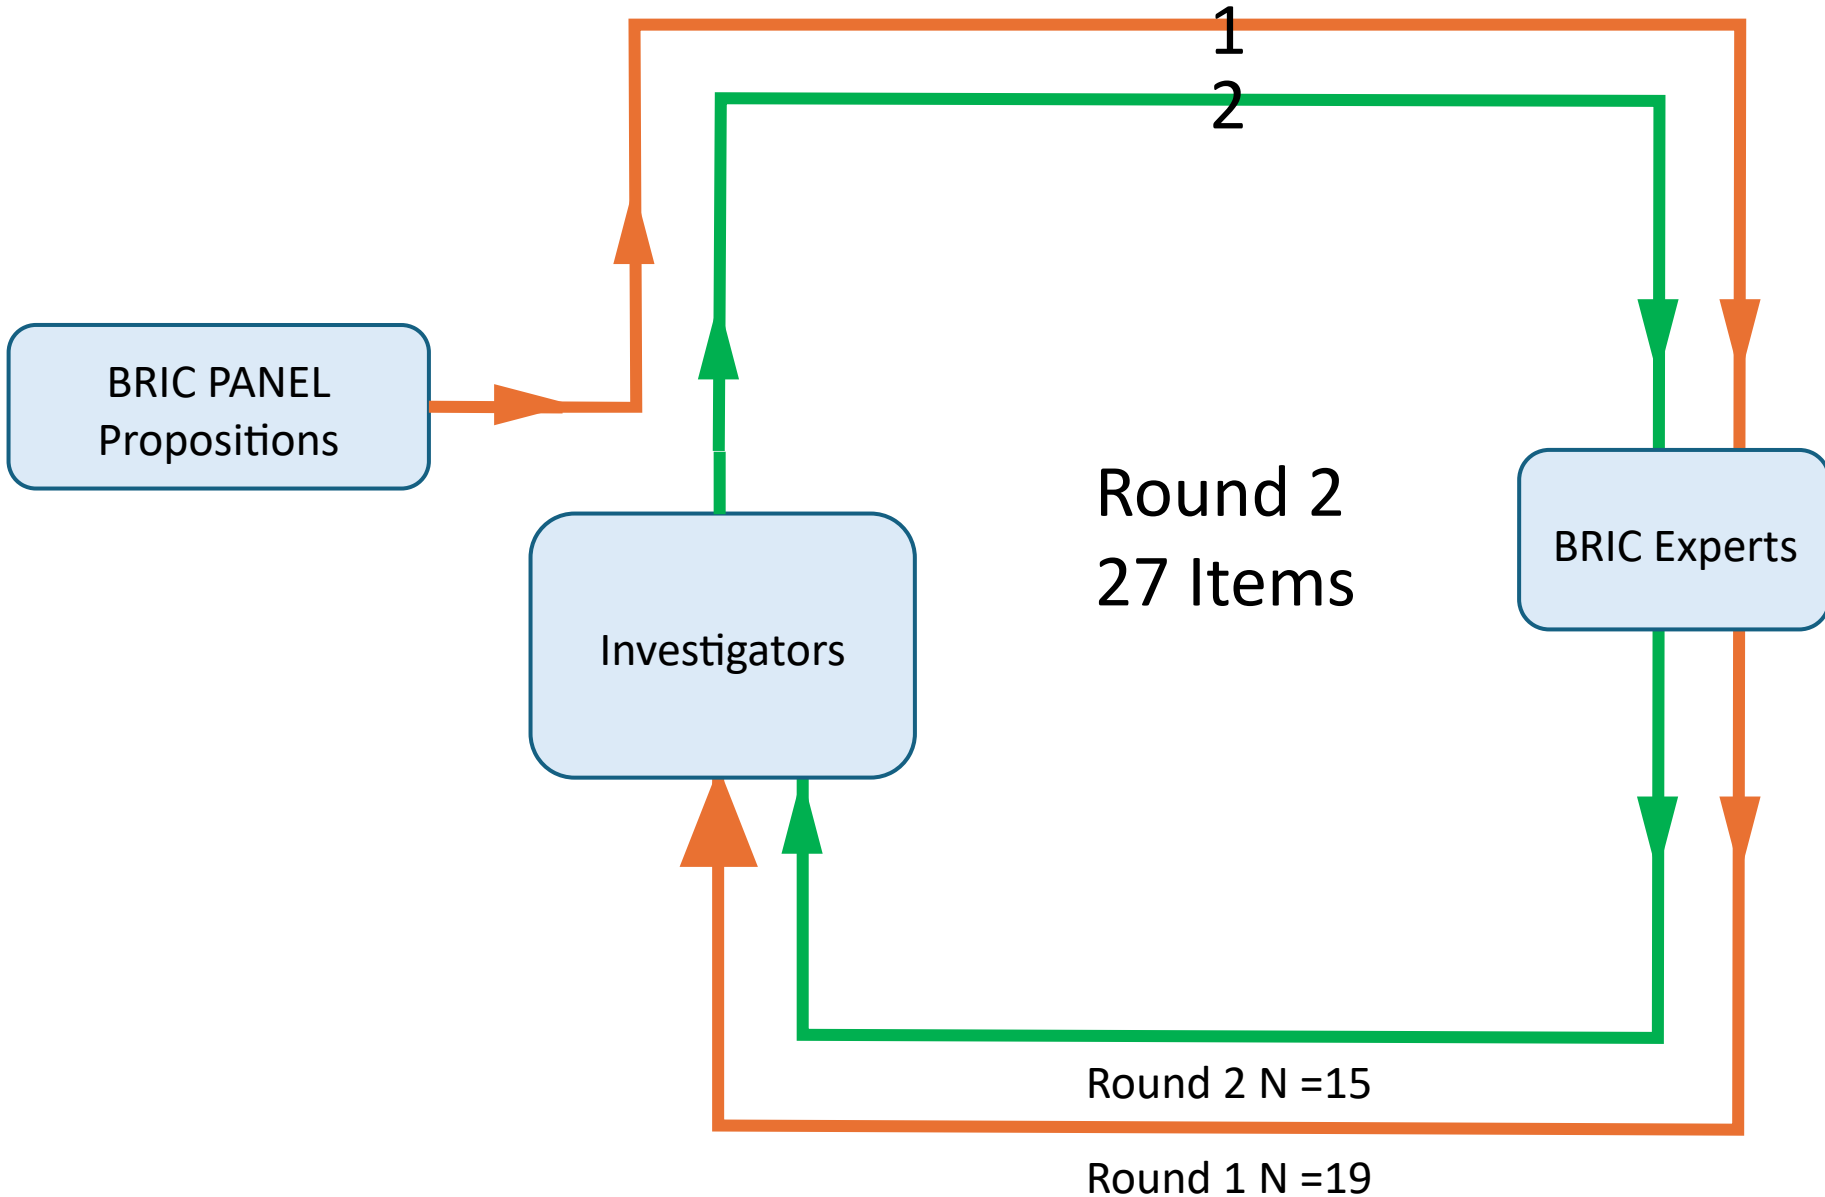 1
2
BRIC PANEL
Propositions
Round 2
27 Items
BRIC Experts
Investigators
Round 2 N =15
Round 1 N =19